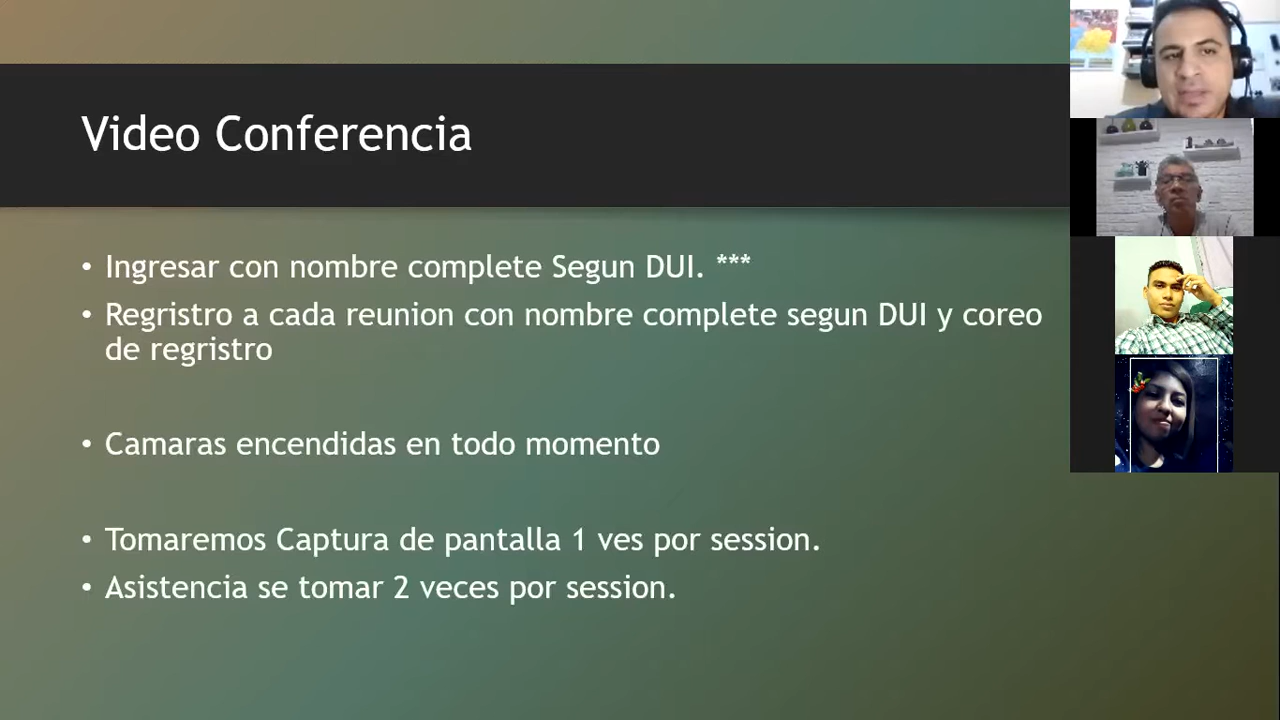 Video Conferencia
• Ingresar con nombre complete Segun DUI. ***
• Regristro a cada reunion con nombre complete segun DUI y coreo
de regristro
• Camaras encendidas en todo momento
• Tomaremos Captura de pantalla 1 ves por session.
• Asistencia se tomar 2 veces por session.